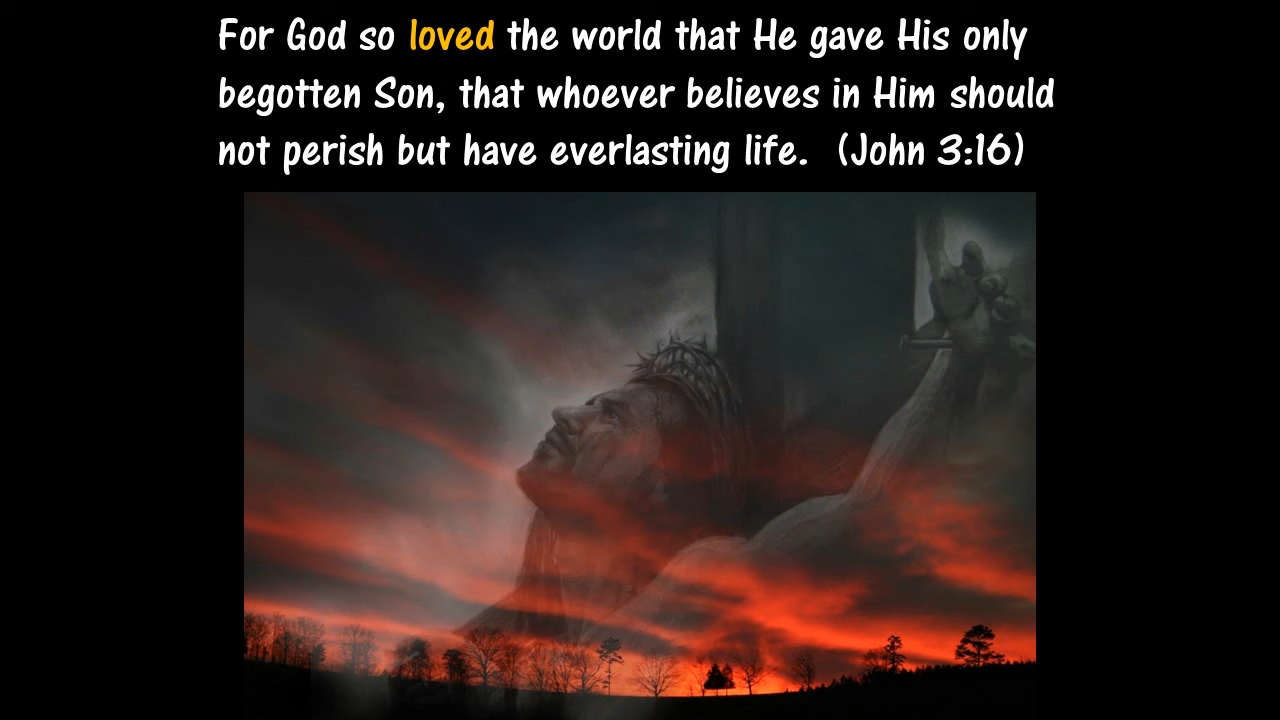 For God so loved the world that He gave His only
begotten Son, that whoever believes in Him should
not perish but have everlasting life.  (John 3:16)